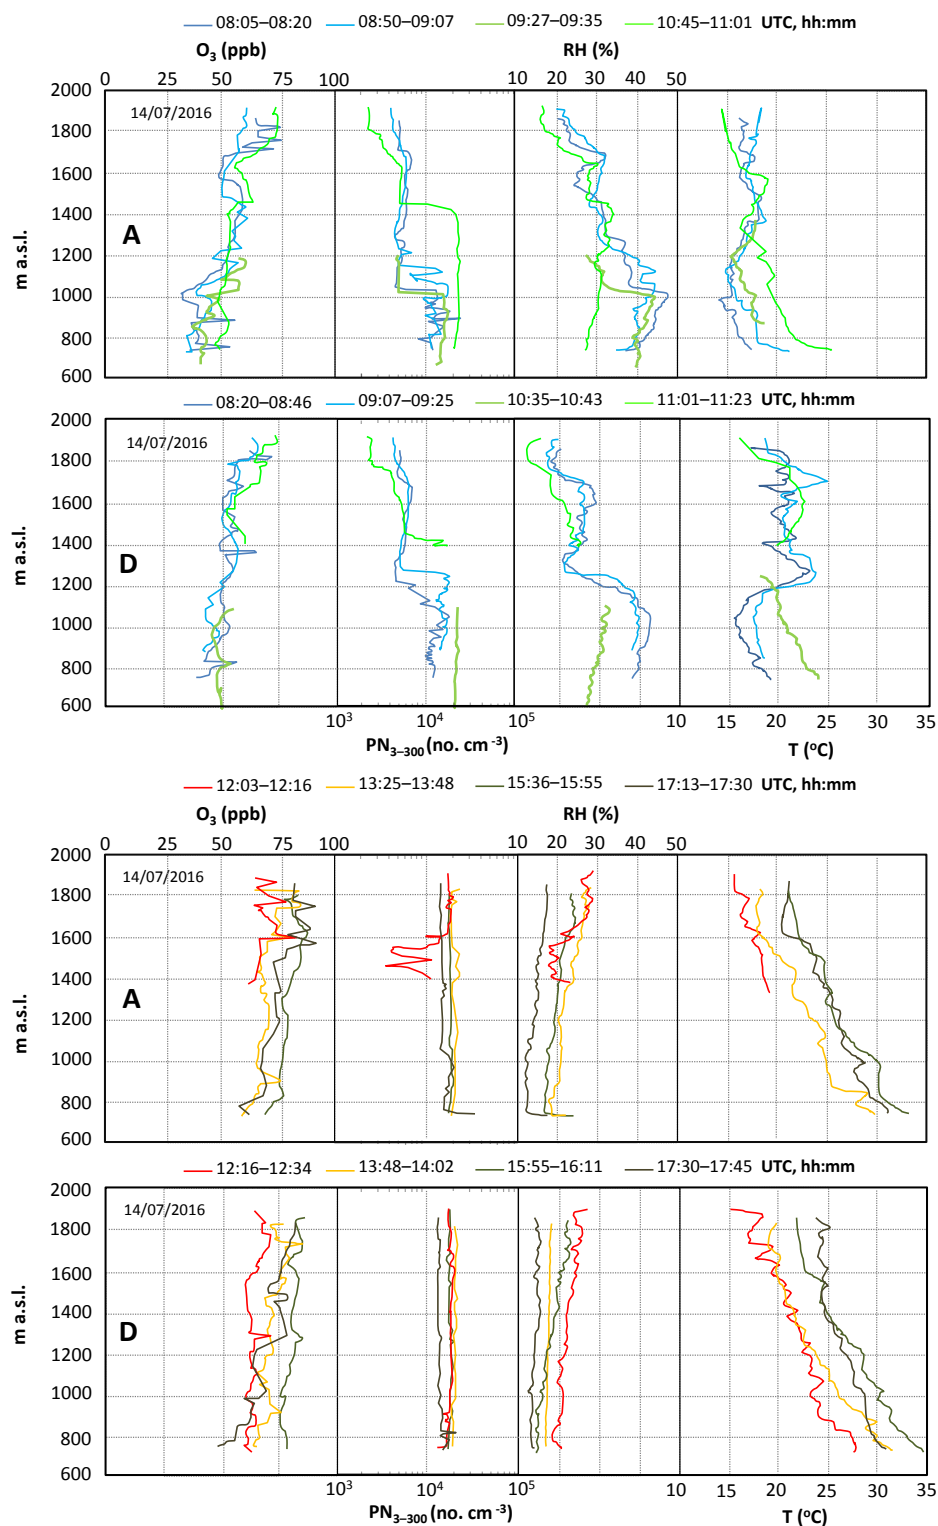 08:05–08:20 08:50–09:07 09:27–09:35 10:45–11:01 UTC, hh:mm
O3 (ppb) RH (%)
0 25 50 75 100 10 20 30 40 50
2000
14/07/2016
1800
1600
1400
A
m a.s.l.
1200
1000
800
600
08:20–08:46 09:07–09:25 10:35–10:43 11:01–11:23 UTC, hh:mm
2000
14/07/2016
1800
1600
1400
D
m a.s.l.
1200
1000
800
600
10³ 10⁴ 10⁵ 10 15 20 25 30 35
PN3–300 (no. cm⁻³) T (ºC)
12:03–12:16 13:25–13:48 15:36–15:55 17:13–17:30 UTC, hh:mm
O3 (ppb) RH (%)
0 25 50 75 100 10 20 30 40 50
2000
14/07/2016
1800
1600
1400
A
m a.s.l.
1200
1000
800
600
12:16–12:34 13:48–14:02 15:55–16:11 17:30–17:45 UTC, hh:mm
2000
14/07/2016
1800
1600
1400
D
m a.s.l.
1200
1000
800
600
10³ 10⁴ 10⁵ 10 15 20 25 30 35
PN3–300 (no. cm⁻³) T (ºC)